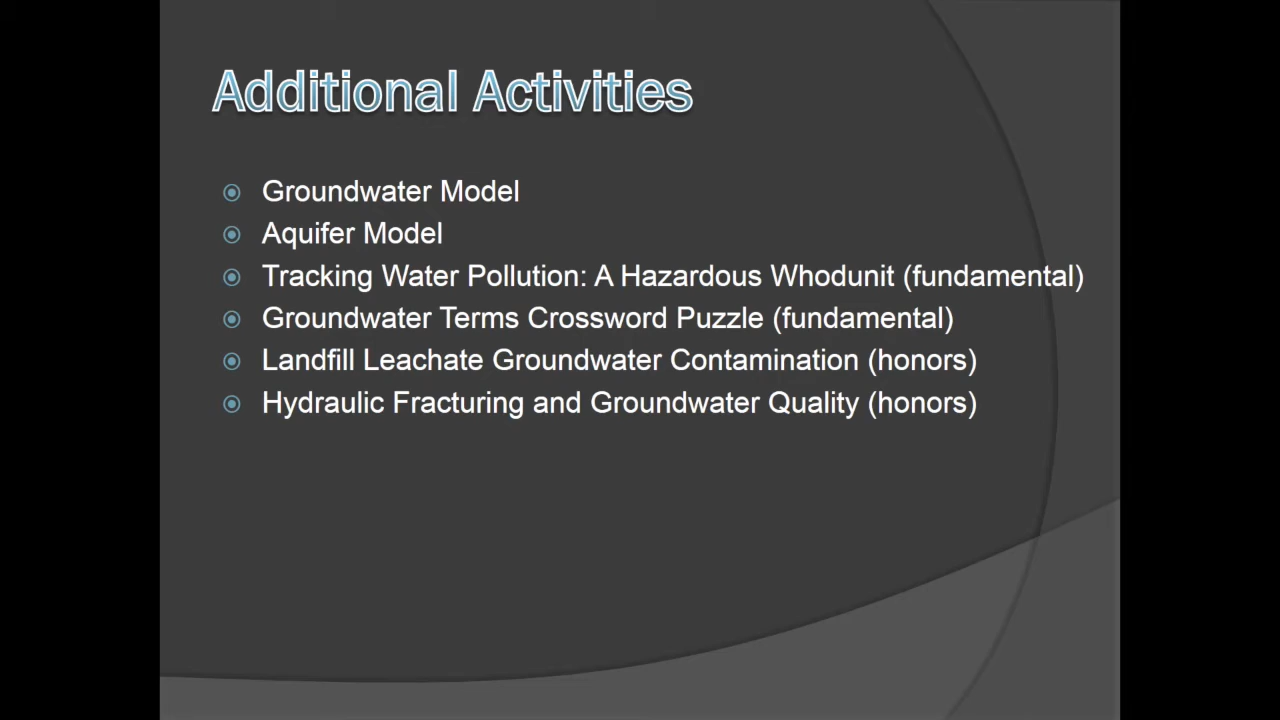 Additional Activities
Groundwater Model
Aquifer Model
Tracking Water Pollution: A Hazardous Whodunit (fundamental)
Groundwater Terms Crossword Puzzle (fundamental)
Landfill Leachate Groundwater Contamination (honors)
Hydraulic Fracturing and Groundwater Quality (honors)